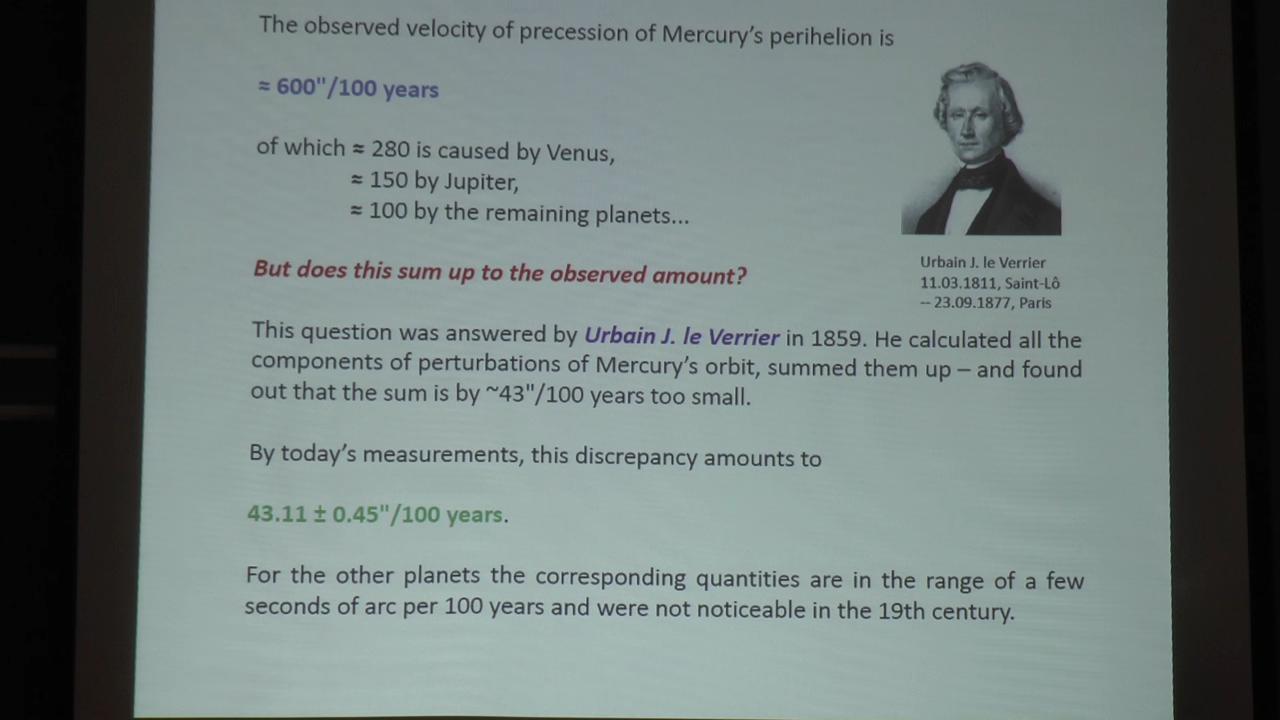 The observed velocity of precession of Mercury's perihelion is
≈ 600"/100 years
of which ≈ 280 is caused by Venus,
≈ 150 by Jupiter,
≈ 100 by the remaining planets...
But does this sum up to the observed amount?
Urbain J. le Verrier
11.03.1811, Saint-Lô
-- 23.09.1877, Paris
This question was answered by Urbain J. le Verrier in 1859. He calculated all the
components of perturbations of Mercury's orbit, summed them up – and found
out that the sum is by ~43"/100 years too small.
By today's measurements, this discrepancy amounts to
43.11 ± 0.45"/100 years.
For the other planets the corresponding quantities are in the range of a few
seconds of arc per 100 years and were not noticeable in the 19th century.